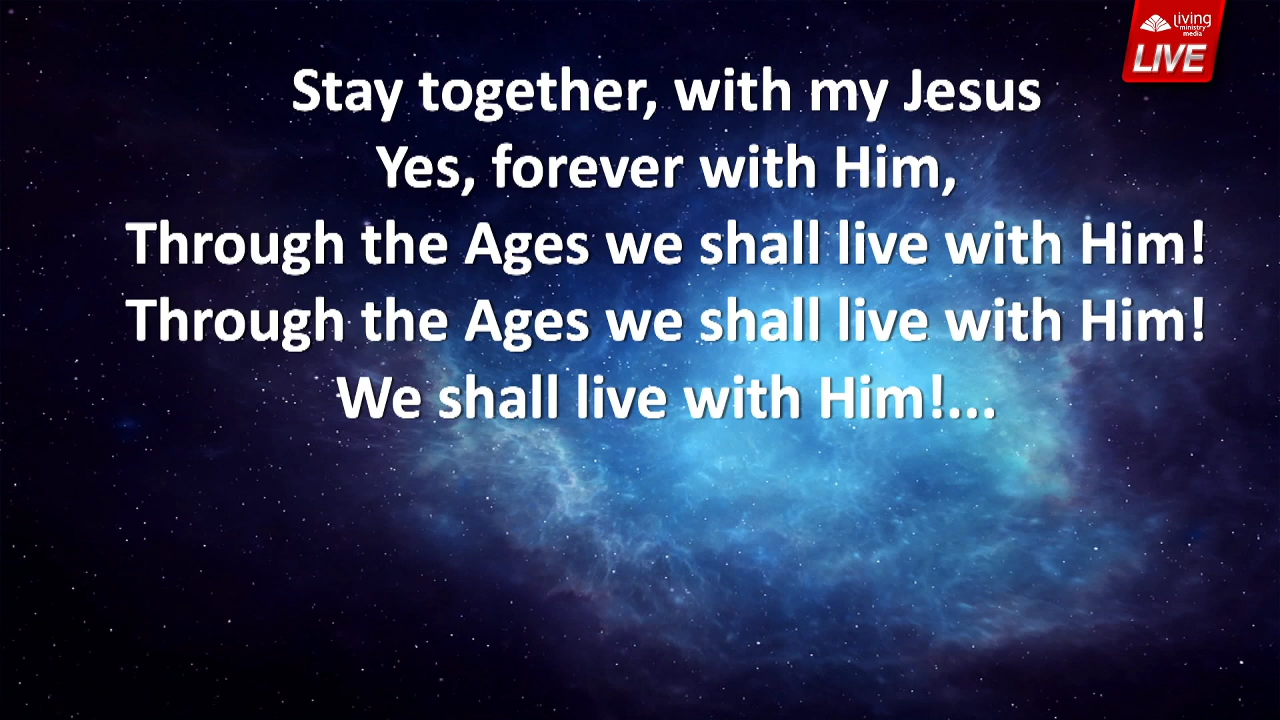 living
ministry
media
LIVE
Stay together, with my Jesus
Yes, forever with Him,
Through the Ages we shall live with Him!
Through the Ages we shall live with Him!
We shall live with Him!...